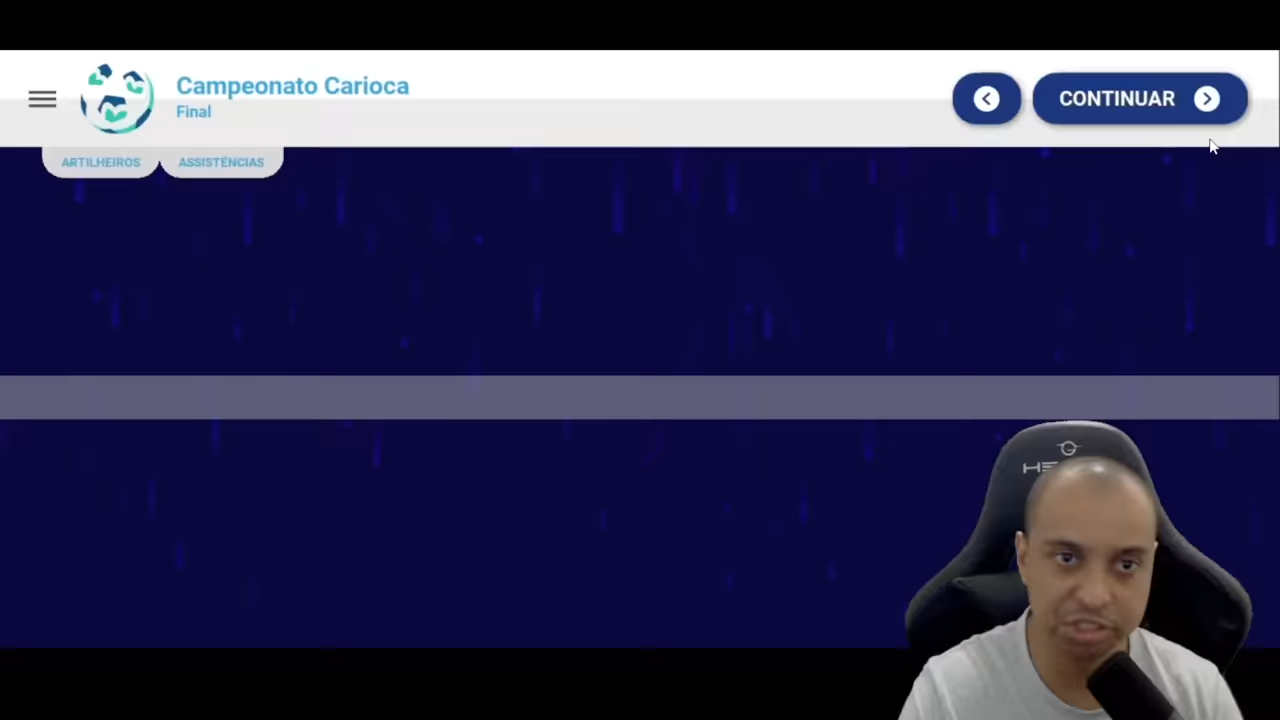 Campeonato Carioca
Final
CONTINUAR
ARTILHEIROS
ASSISTÊNCIAS